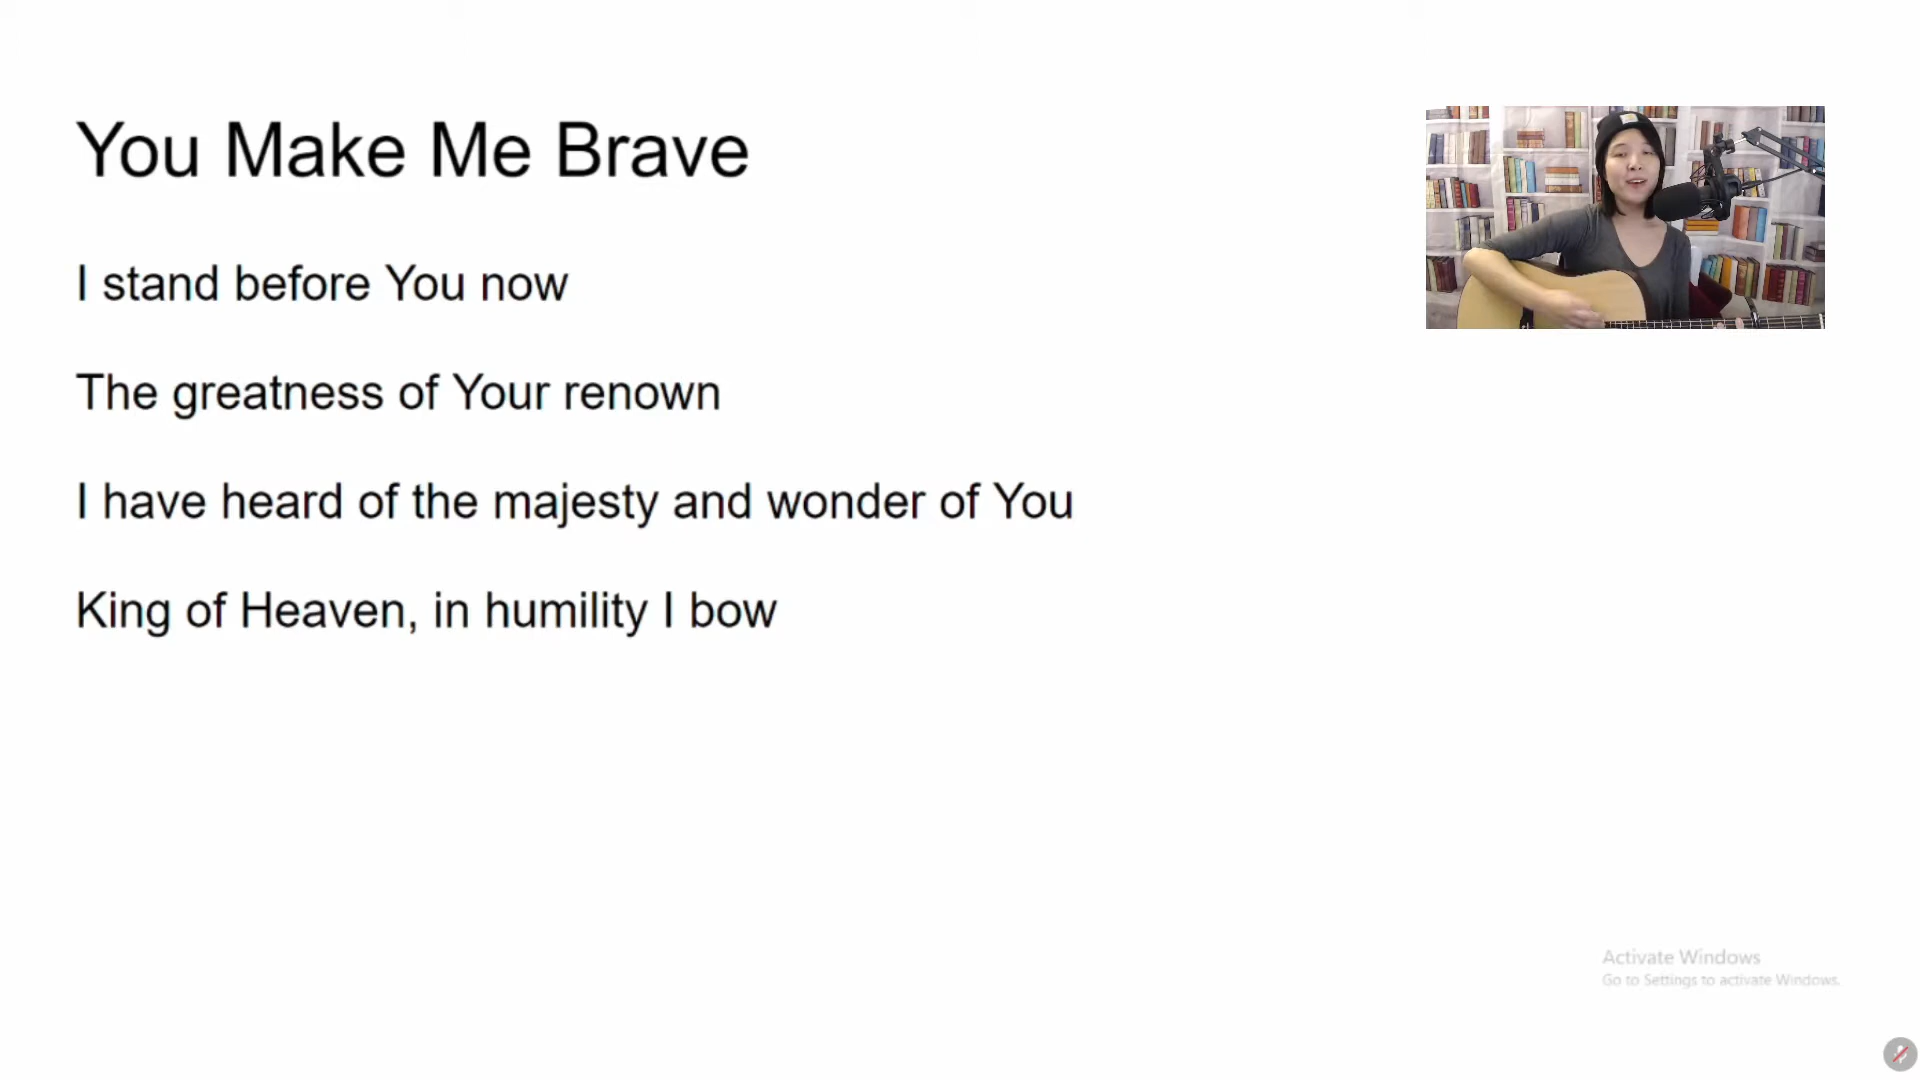 You Make Me Brave
I stand before You now
The greatness of Your renown
I have heard of the majesty and wonder of You
King of Heaven, in humility I bow
Activate Windows
Go to Settings to activate Windows.